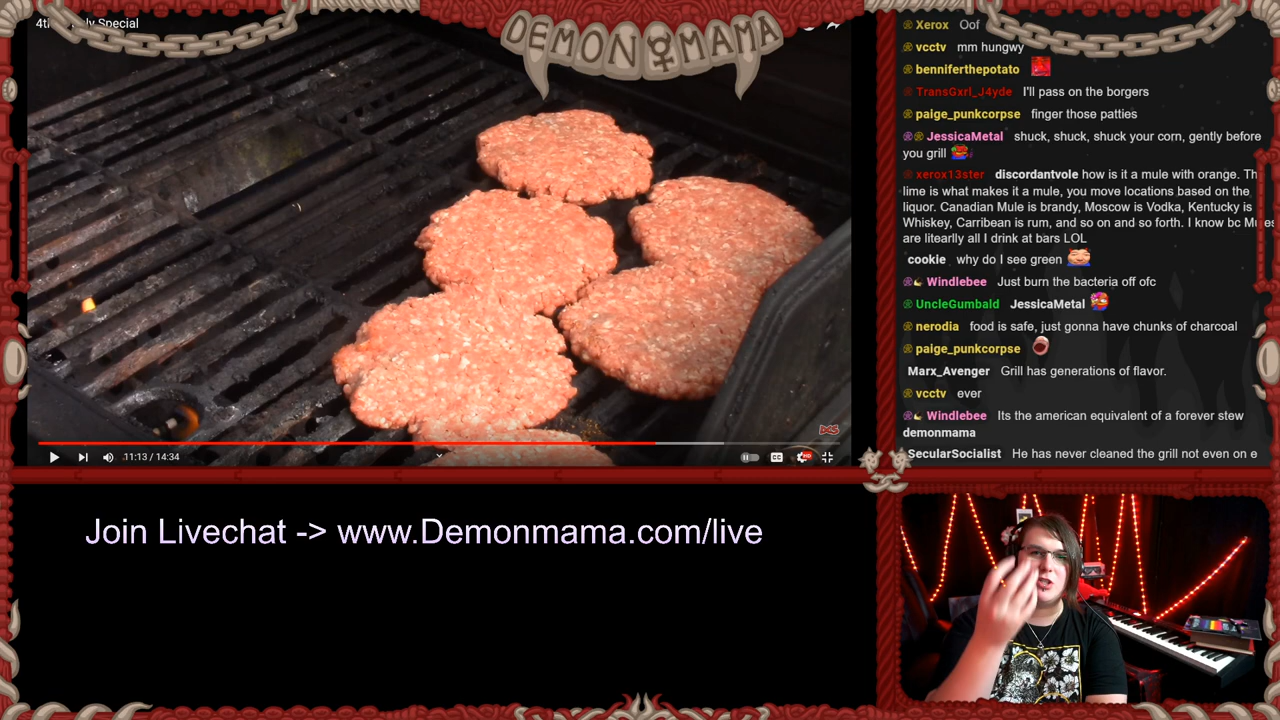 4th Special
DEMON MAMA
Xerox Oof
vcctv mm hungwy
benniferthepotato
TransGxrl_J4yde I'll pass on the borgers
paige_punkcorpse finger those patties
JessicaMetal shuck, shuck, shuck your corn, gently before
you grill
xerox13ster discordantvole how is it a mule with orange. Th
lime is what makes it a mule, you move locations based on the
liquor. Canadian Mule is brandy, Moscow is Vodka, Kentucky is
Whiskey, Carribean is rum, and so on and so forth. I know bc Mu es
are litearlly all I drink at bars LOL
cookie why do I see green
Windlebee Just burn the bacteria off ofc
UncleGumbald JessicaMetal
nerodia food is safe, just gonna have chunks of charcoal
paige_punkcorpse
Marx_Avenger Grill has generations of flavor.
vcctv ever
Windlebee Its the american equivalent of a forever stew
demonmama
SecularSocialist He has never cleaned the grill not even on e
11:13 / 14:34
CC
HD
Join Livechat -> www.Demonmama.com/live